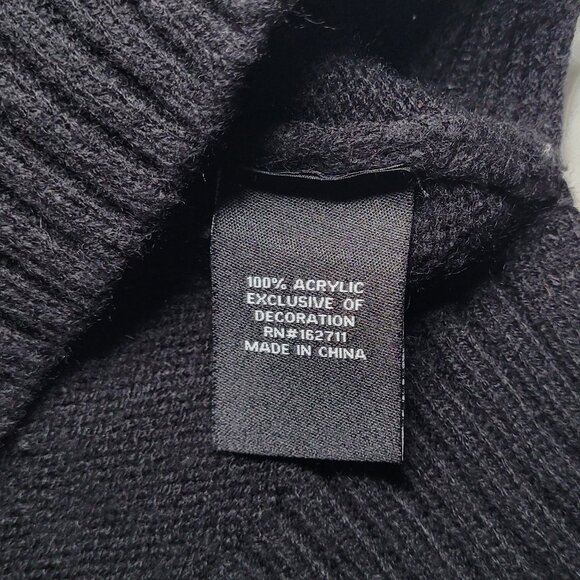 100% ACRYLIC
EXCLUSIVE OF
DECORATION
RN#162711
MADE IN CHINA